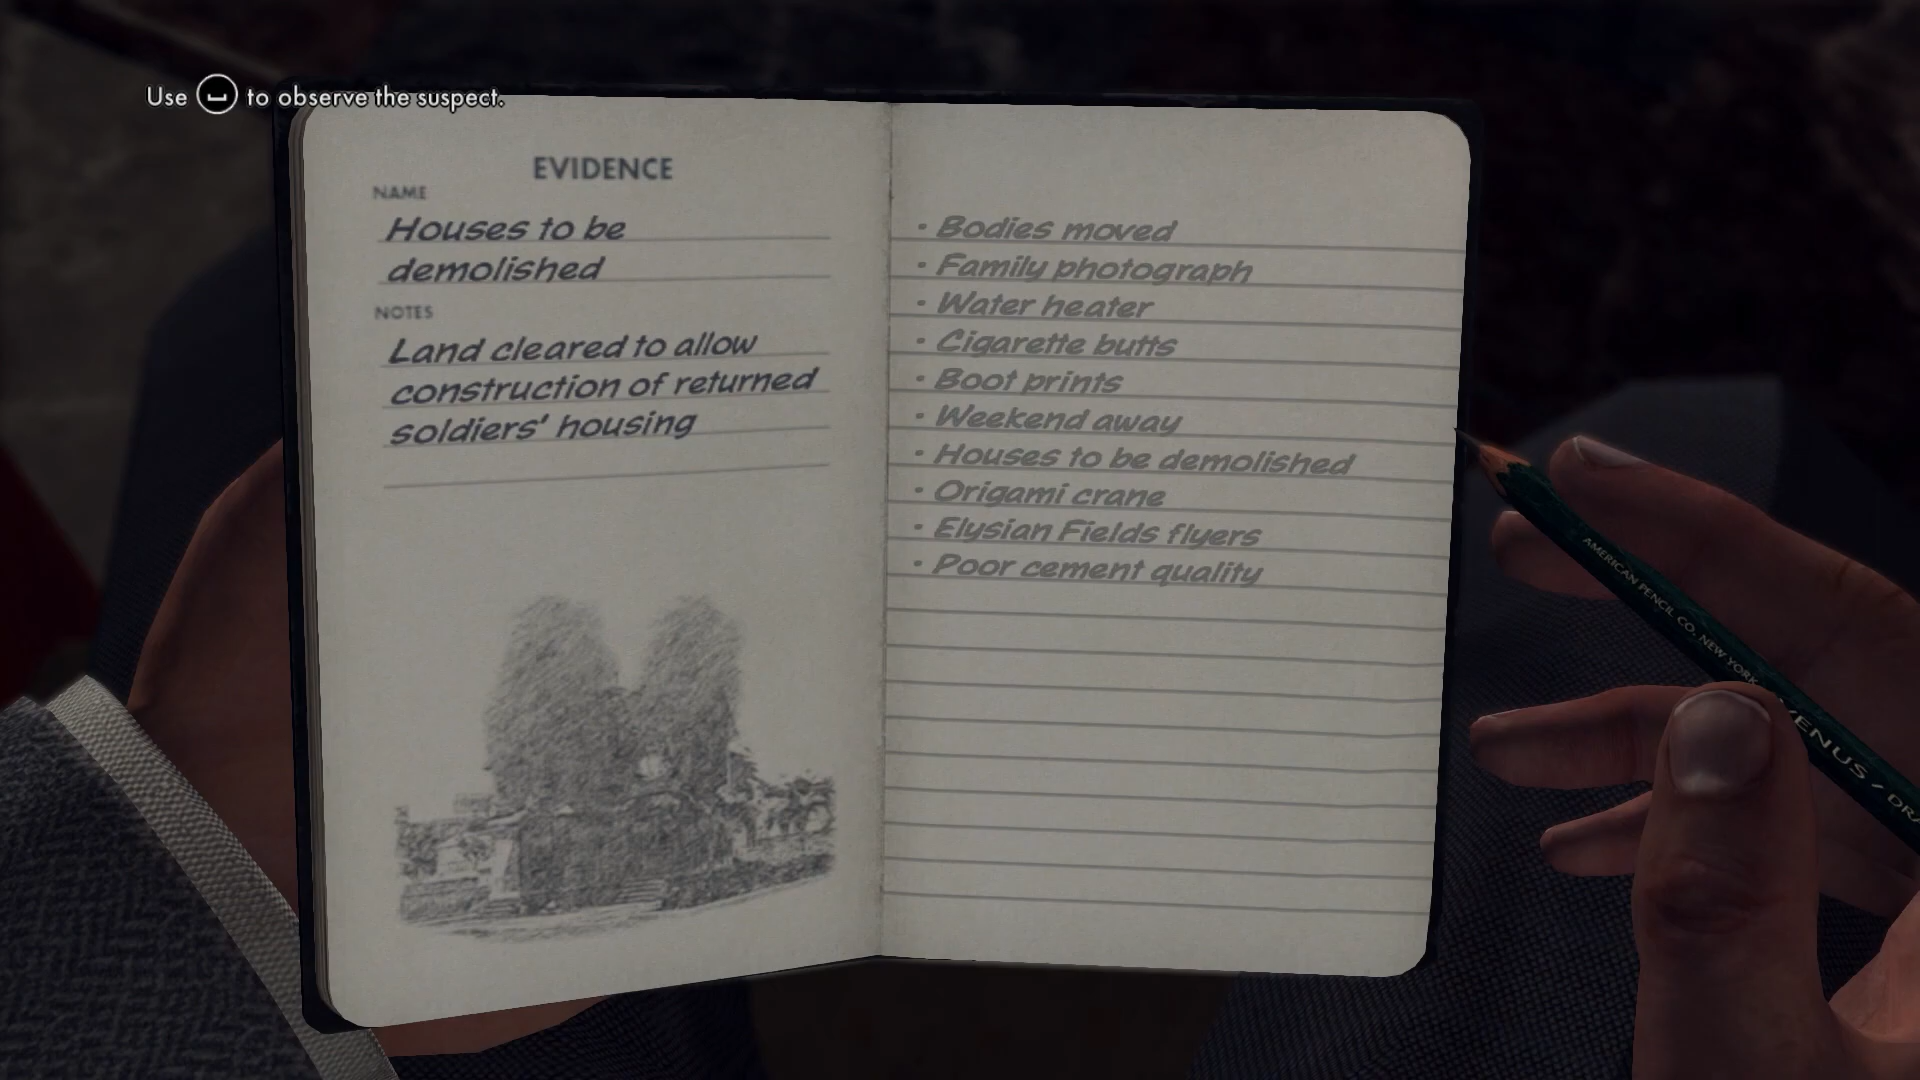 Use to observe the suspect.
EVIDENCE
NAME
Houses to be
demolished
NOTES
Land cleared to allow
construction of returned
soldiers' housing
• Bodies moved
• Family photograph
• Water heater
• Cigarette butts
• Boot prints
• Weekend away
• Houses to be demolished
• Origami crane
• Elysian Fields flyers
• Poor cement quality
AMERICAN PENCIL CO. NEW YORK
VENUS / DRA